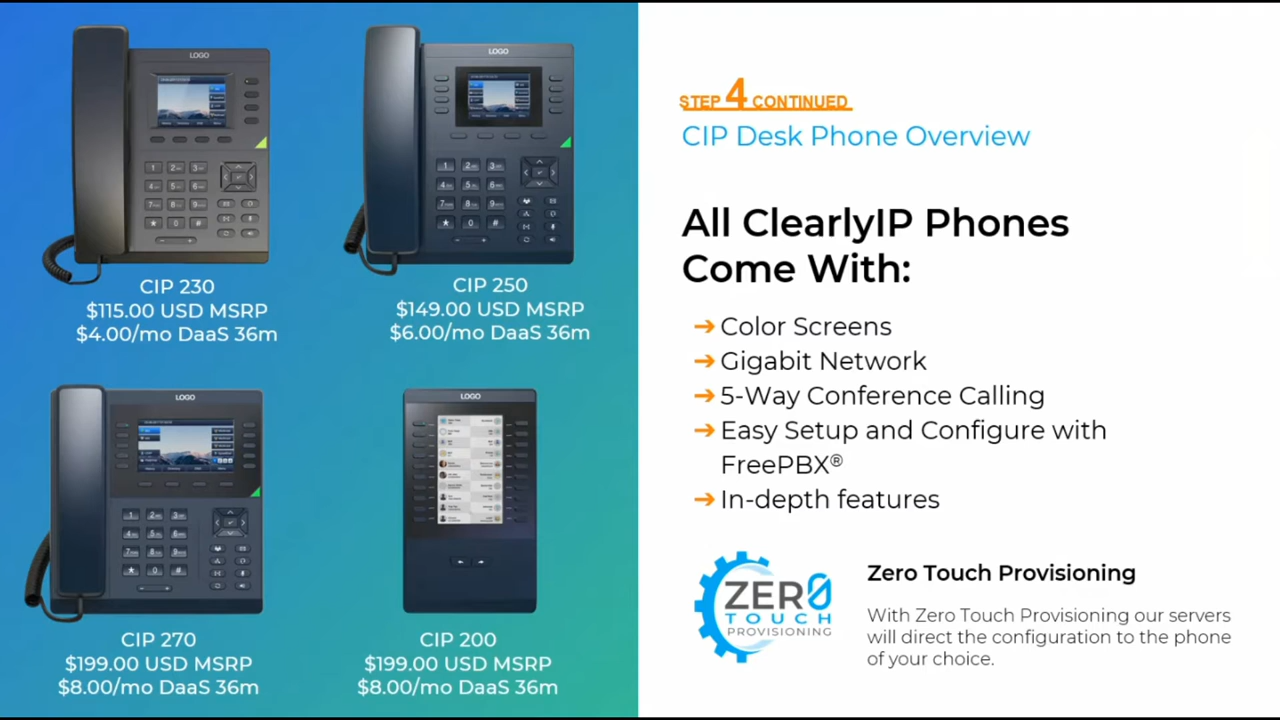 LOGO
LOGO
CIP 230
$115.00 USD MSRP
$4.00/mo DaaS 36m
CIP 250
$149.00 USD MSRP
$6.00/mo DaaS 36m
LOGO
LOGO
CIP 270
$199.00 USD MSRP
$8.00/mo DaaS 36m
CIP 200
$199.00 USD MSRP
$8.00/mo DaaS 36m
STEP 4 CONTINUED
CIP Desk Phone Overview
All ClearlyIP Phones
Come With:
➔ Color Screens
➔ Gigabit Network
➔ 5-Way Conference Calling
➔ Easy Setup and Configure with
FreePBX®
➔ In-depth features
ZERO
TOUCH
PROVISIONING
Zero Touch Provisioning
With Zero Touch Provisioning our servers
will direct the configuration to the phone
of your choice.